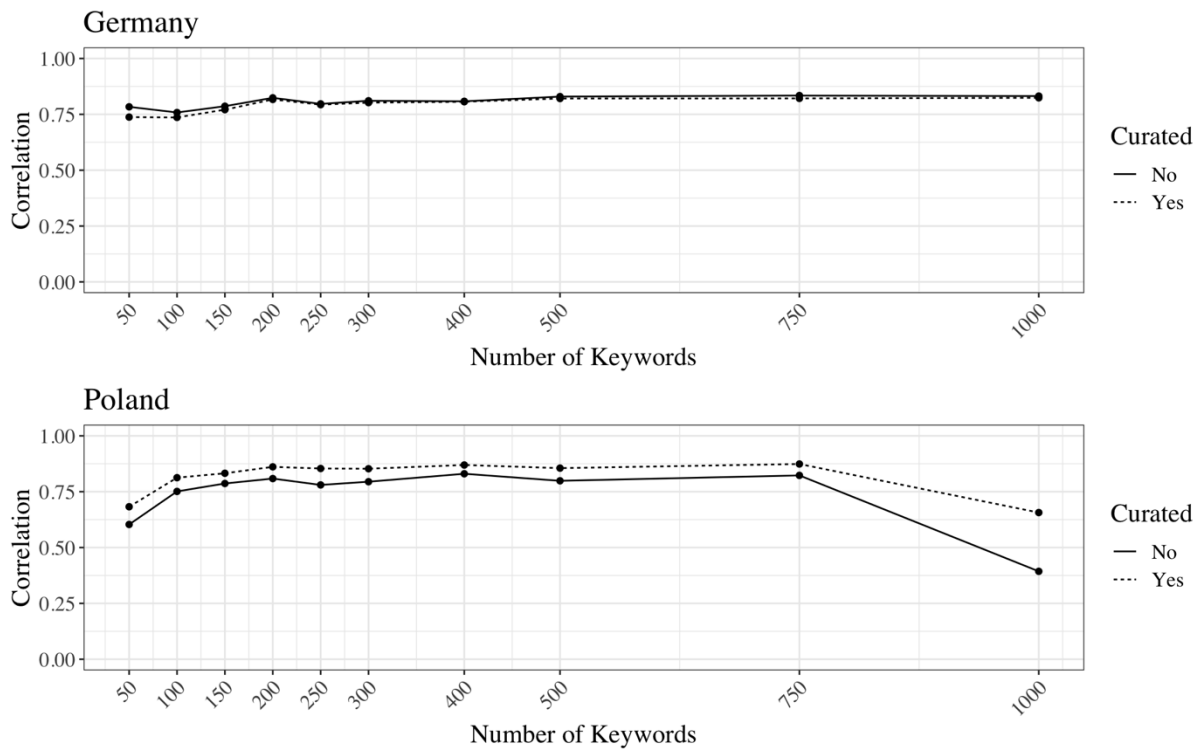 Germany
1.00
0.75
0.50
0.25
0.00
Correlation
50 100 150 200 250 300 400 500 750 1000
Number of Keywords
Curated
No
Yes
Poland
1.00
0.75
0.50
0.25
0.00
Correlation
50 100 150 200 250 300 400 500 750 1000
Number of Keywords
Curated
No
Yes